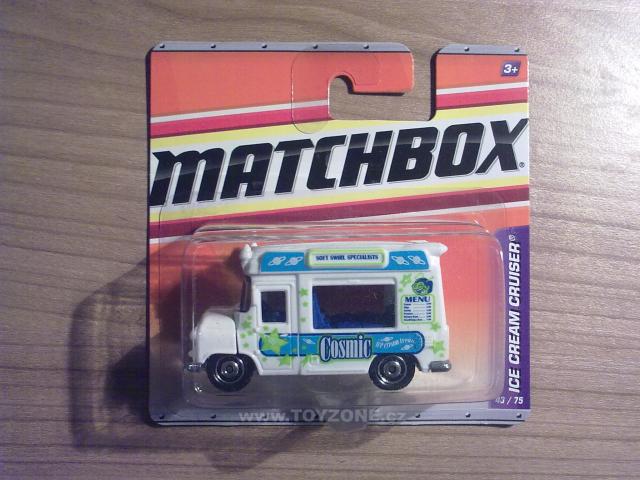 3+
MATCHBOX®
ICE CREAM CRUISER®
43 / 75
SOFT SWIRL SPECIALISTS
MENU
Cosmic
www.TOYZONE.cz